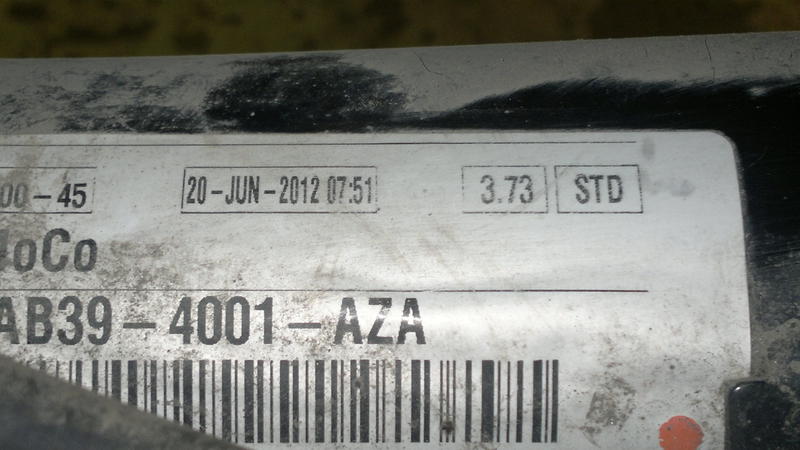 00-45 20-JUN-2012 07:51 3.73 STD
oCo
AB39-4001-AZA